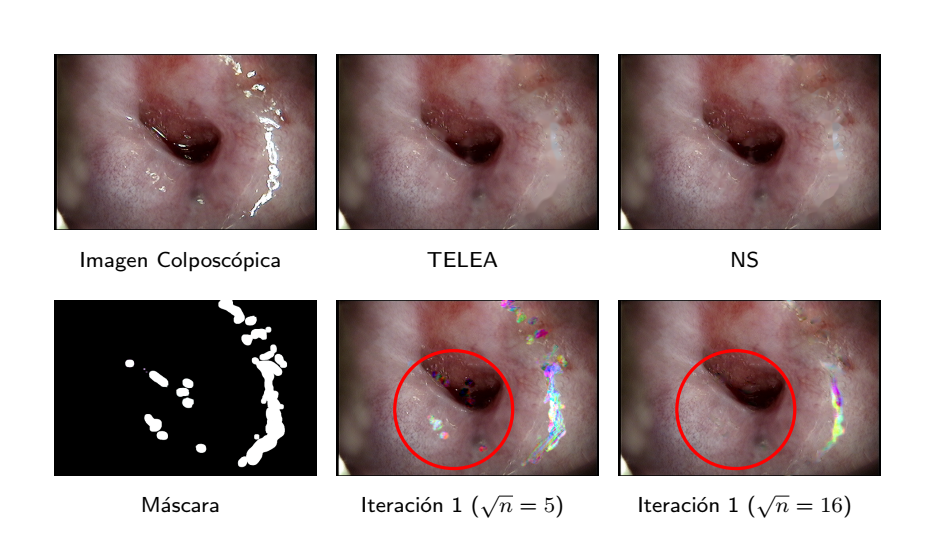 Imagen Colposcópica
TELEA
NS
Máscara
Iteración 1 (√n = 5)
Iteración 1 (√n = 16)